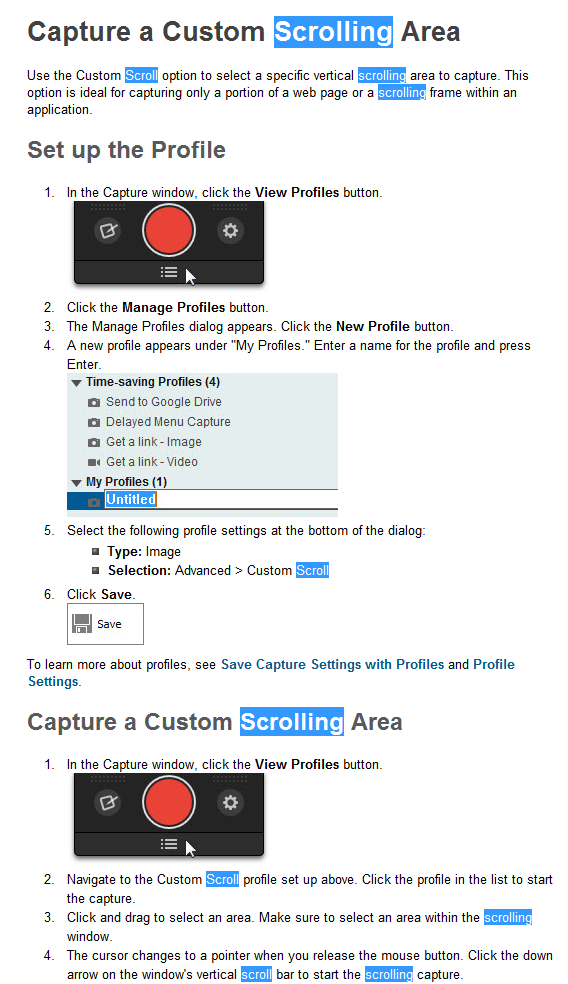 Capture a Custom Scrolling Area
Use the Custom Scroll option to select a specific vertical scrolling area to capture. This
option is ideal for capturing only a portion of a web page or a scrolling frame within an
application.
Set up the Profile
1. In the Capture window, click the View Profiles button.
2. Click the Manage Profiles button.
3. The Manage Profiles dialog appears. Click the New Profile button.
4. A new profile appears under "My Profiles." Enter a name for the profile and press
Enter.
Time-saving Profiles (4)
Send to Google Drive
Delayed Menu Capture
Get a link - Image
Get a link - Video
My Profiles (1)
Untitled
5. Select the following profile settings at the bottom of the dialog:
Type: Image
Selection: Advanced > Custom Scroll
6. Click Save.
Save
To learn more about profiles, see Save Capture Settings with Profiles and Profile
Settings.
Capture a Custom Scrolling Area
1. In the Capture window, click the View Profiles button.
2. Navigate to the Custom Scroll profile set up above. Click the profile in the list to start
the capture.
3. Click and drag to select an area. Make sure to select an area within the scrolling
window.
4. The cursor changes to a pointer when you release the mouse button. Click the down
arrow on the window's vertical scroll bar to start the scrolling capture.